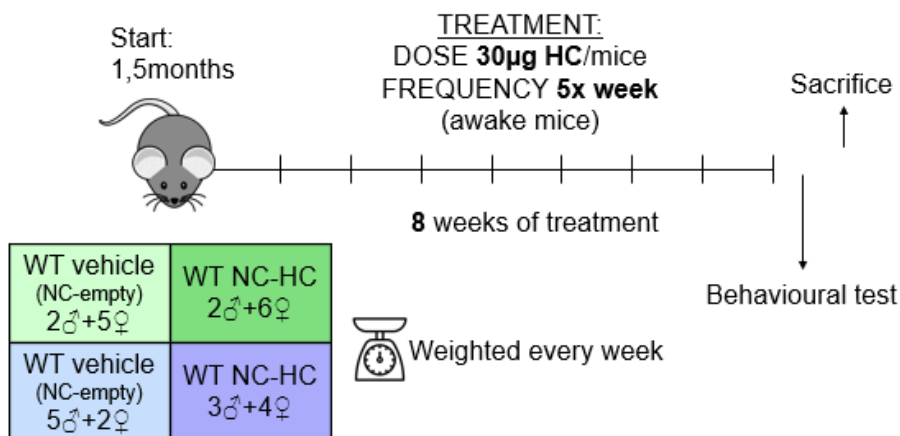 Start:
1,5months
TREATMENT:
DOSE 30µg HC/mice
FREQUENCY 5x week
(awake mice)
Sacrifice
8 weeks of treatment
Behavioural test
WT vehicle
(NC-empty)
2♂+5♀
WT NC-HC
2♂+6♀
WT vehicle
(NC-empty)
5♂+2♀
WT NC-HC
3♂+4♀
Weighted every week